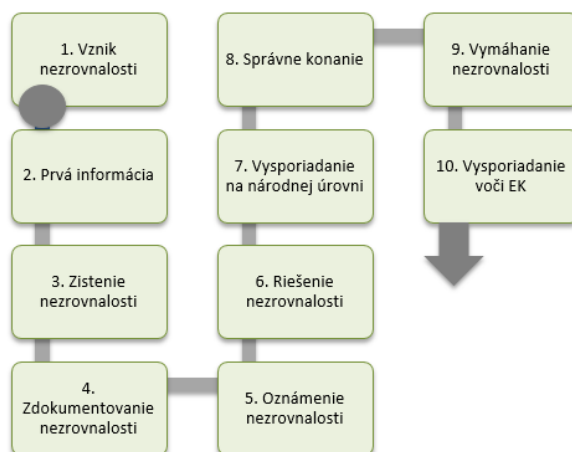 1. Vznik
nezrovnalosti
2. Prvá informácia
3. Zistenie
nezrovnalosti
4.
Zdokumentovanie
nezrovnalosti
5. Oznámenie
nezrovnalosti
6. Riešenie
nezrovnalosti
7. Vysporiadanie
na národnej úrovni
8. Správne konanie
9. Vymáhanie
nezrovnalosti
10. Vysporiadanie
voči EK